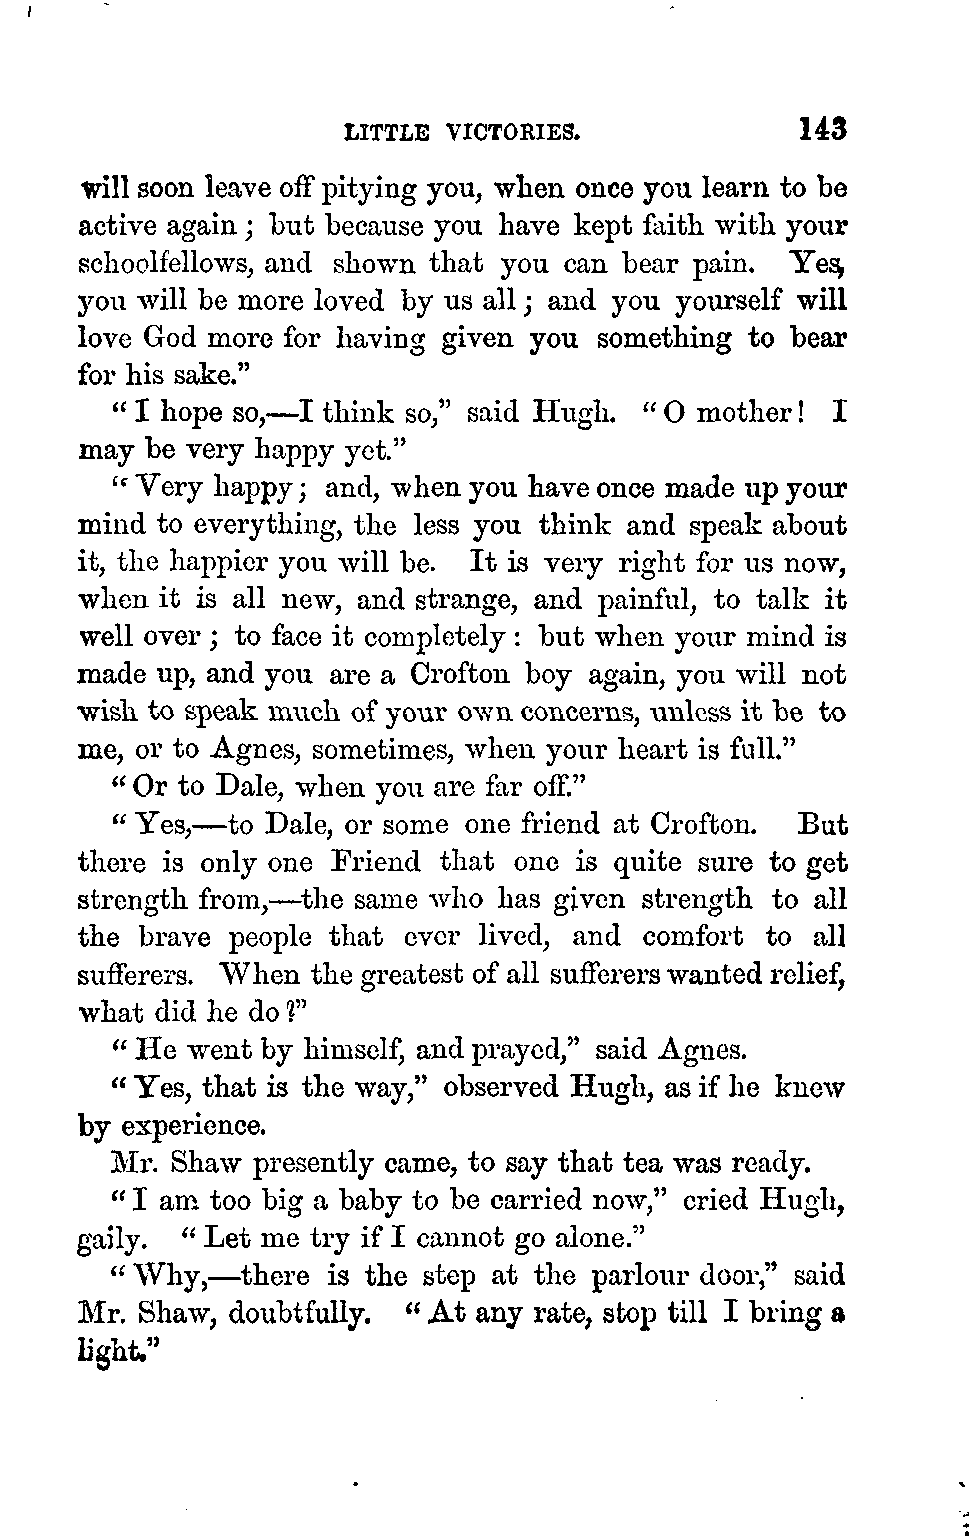 LITTLE VICTORIES. 143
will soon leave off pitying you, when once you learn to be
active again; but because you have kept faith with your
schoolfellows, and shown that you can bear pain. Yes,
you will be more loved by us all; and you yourself will
love God more for having given you something to bear
for his sake."
"I hope so,—I think so," said Hugh. "O mother! I
may be very happy yet."
"Very happy; and, when you have once made up your
mind to everything, the less you think and speak about
it, the happier you will be. It is very right for us now,
when it is all new, and strange, and painful, to talk it
well over; to face it completely: but when your mind is
made up, and you are a Crofton boy again, you will not
wish to speak much of your own concerns, unless it be to
me, or to Agnes, sometimes, when your heart is full."
"Or to Dale, when you are far off."
"Yes,—to Dale, or some one friend at Crofton. But
there is only one Friend that one is quite sure to get
strength from,—the same who has given strength to all
the brave people that ever lived, and comfort to all
sufferers. When the greatest of all sufferers wanted relief,
what did he do?"
"He went by himself, and prayed," said Agnes.
"Yes, that is the way," observed Hugh, as if he knew
by experience.
Mr. Shaw presently came, to say that tea was ready.
"I am too big a baby to be carried now," cried Hugh,
gaily. "Let me try if I cannot go alone."
"Why,—there is the step at the parlour door," said
Mr. Shaw, doubtfully. "At any rate, stop till I bring a
light."